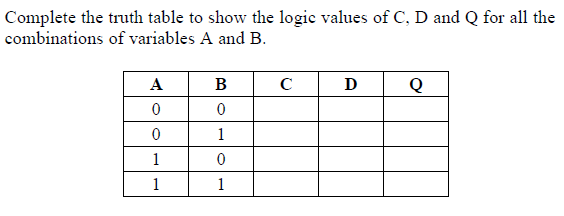 Complete the truth table to show the logic values of C, D and Q for all the
combinations of variables A and B.
A B C D Q
0 0
0 1
1 0
1 1